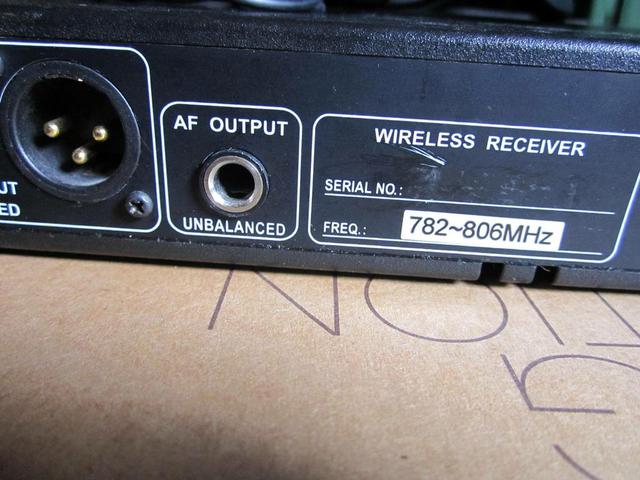 AF OUTPUT
UNBALANCED
WIRELESS RECEIVER
SERIAL NO.:
FREQ.: 782~806MHz